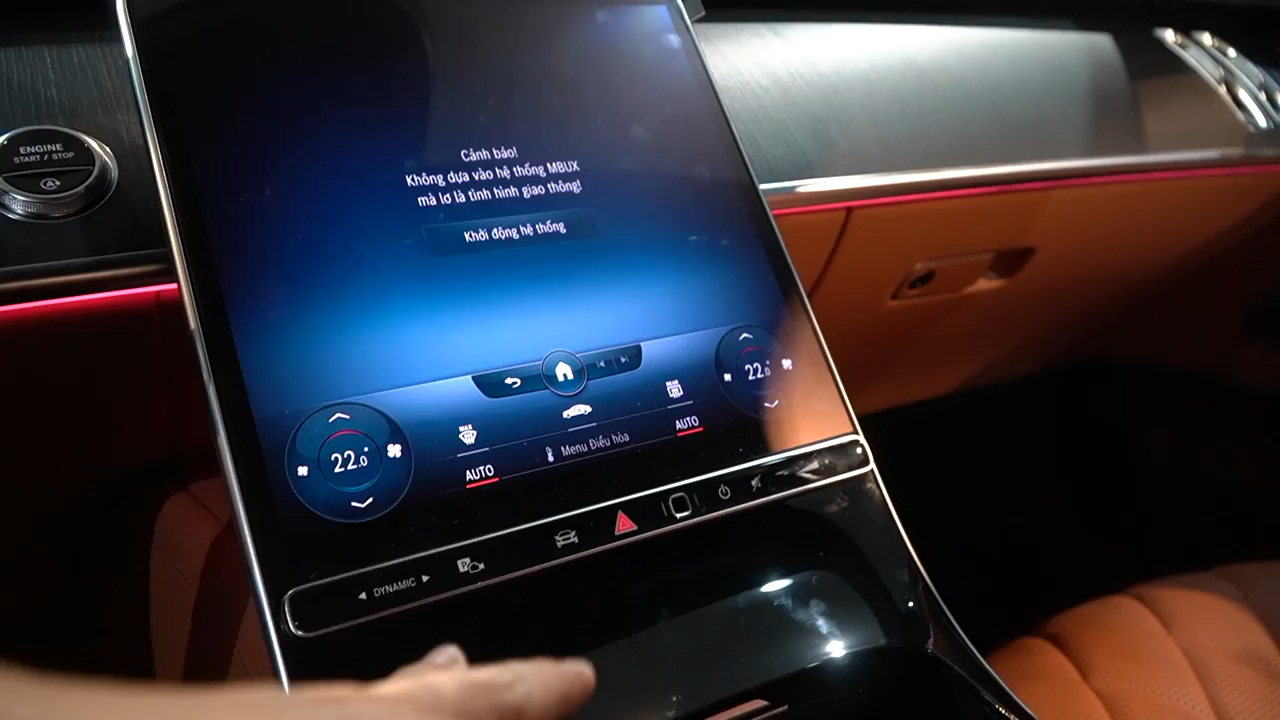 ENGINE
START / STOP
Cảnh báo!
Không dựa vào hệ thống MBUX
mà lơ là tình hình giao thông!
Khởi động hệ thống
22.0°
22.0°
MAX
REAR
AUTO
Menu Điều hòa
AUTO
DYNAMIC
P